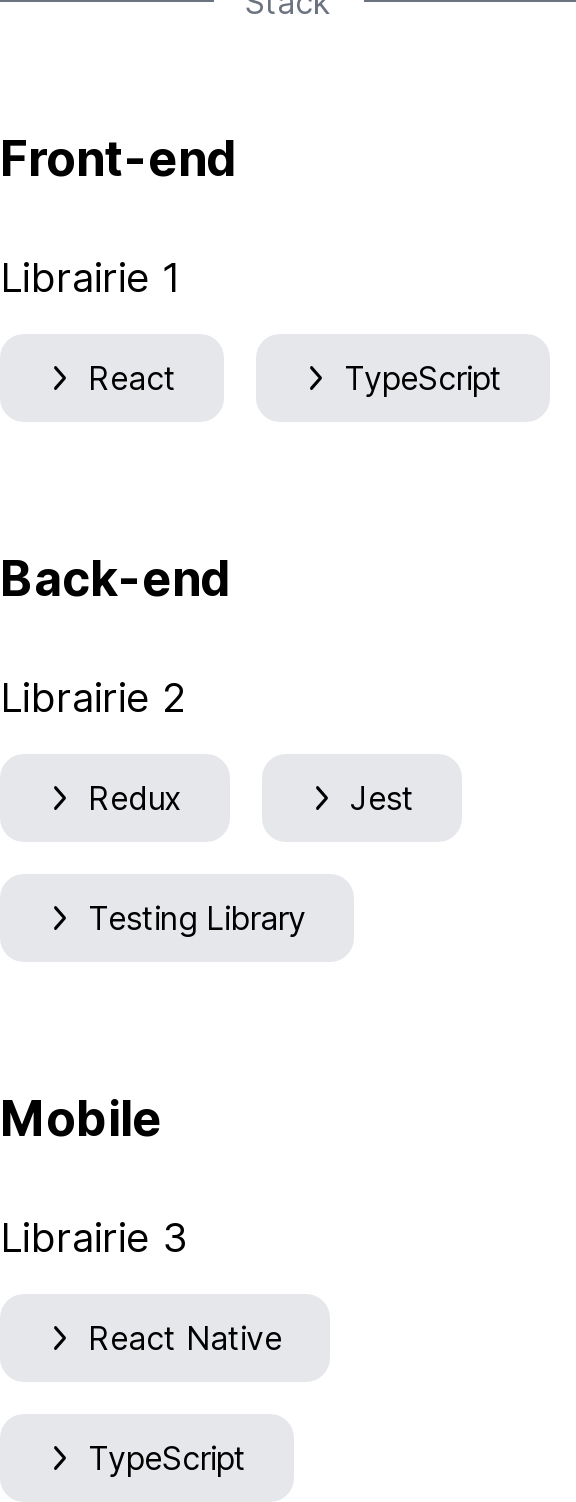 Stack
Front-end
Librairie 1
React TypeScript
Back-end
Librairie 2
Redux Jest
Testing Library
Mobile
Librairie 3
React Native
TypeScript